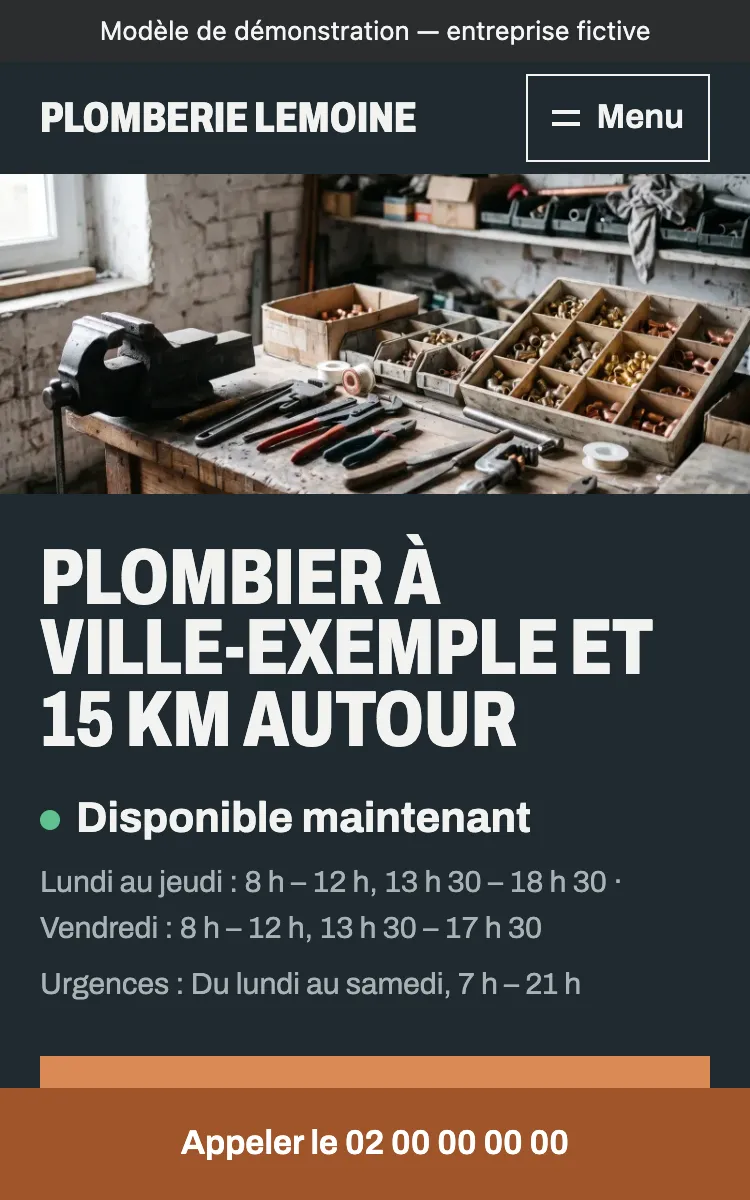 Modèle de démonstration — entreprise fictive
PLOMBERIE LEMOINE
Menu
PLOMBIER À
VILLE-EXEMPLE ET
15 KM AUTOUR
Disponible maintenant
Lundi au jeudi : 8 h – 12 h, 13 h 30 – 18 h 30 ·
Vendredi : 8 h – 12 h, 13 h 30 – 17 h 30
Urgences : Du lundi au samedi, 7 h – 21 h
Appeler le 02 00 00 00 00